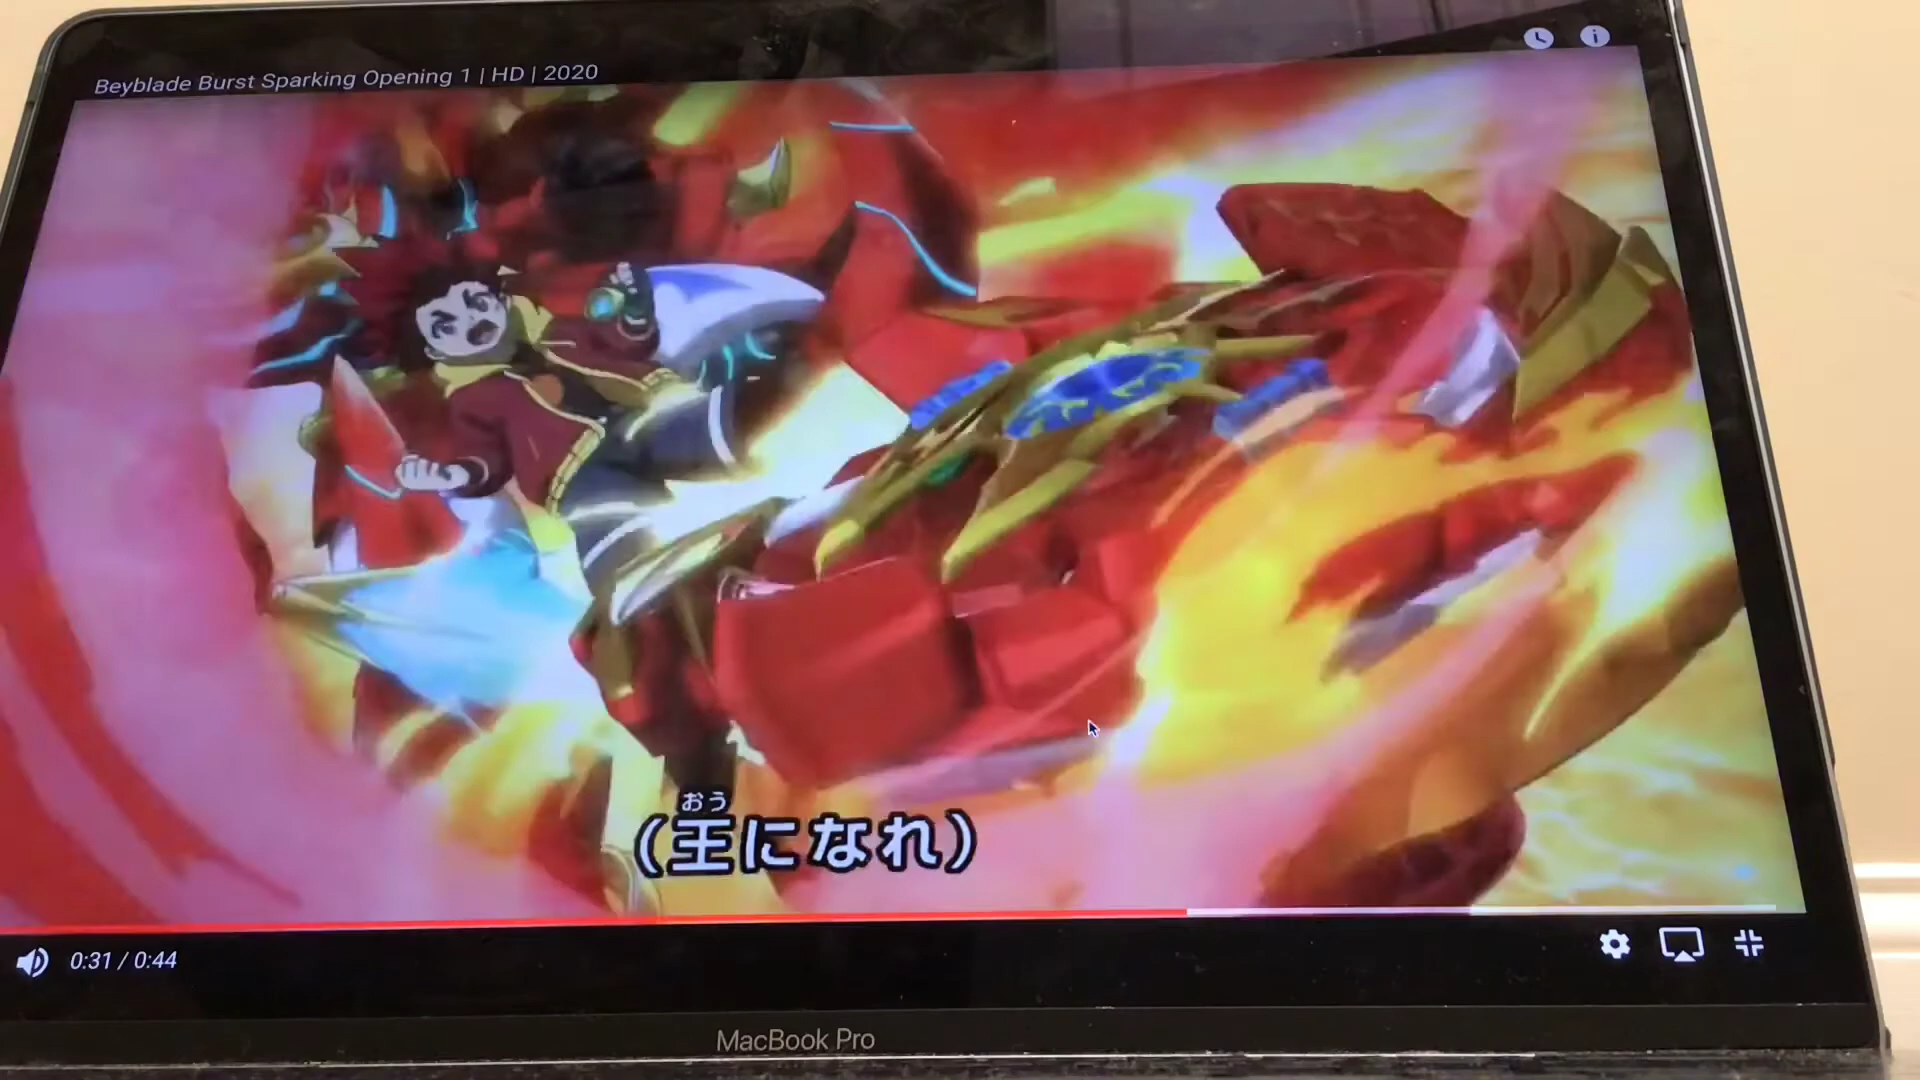 Beyblade Burst Sparking Opening 1 | HD | 2020
おう
(王になれ)
0:31 / 0:44
MacBook Pro